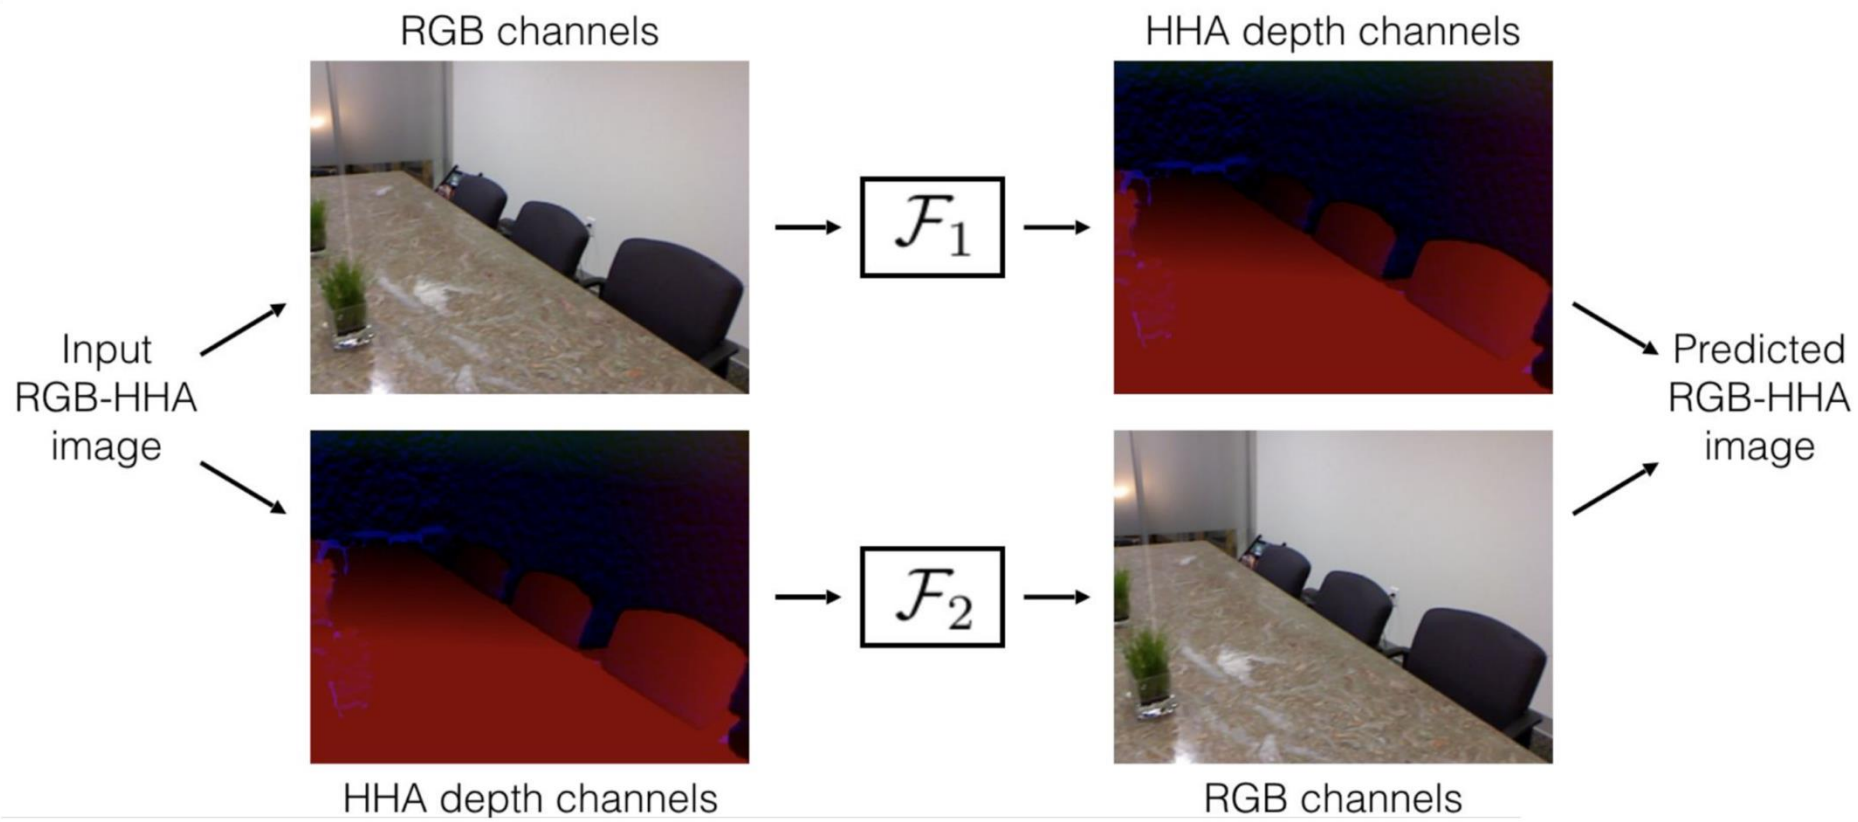 RGB channels
HHA depth channels
Input
RGB-HHA
image
ℱ1
ℱ2
Predicted
RGB-HHA
image
HHA depth channels
RGB channels